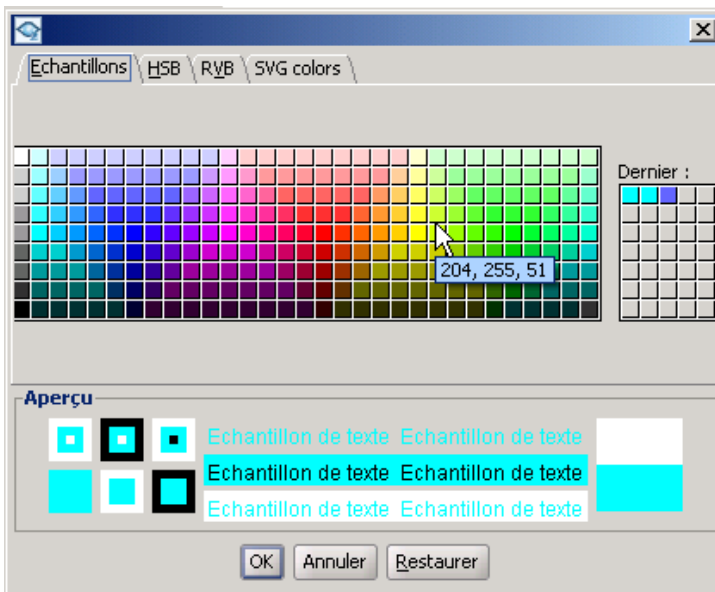 Echantillons HSB RVB SVG colors
Dernier :
204, 255, 51
Aperçu
Echantillon de texte Echantillon de texte
Echantillon de texte Echantillon de texte
Echantillon de texte Echantillon de texte
OK Annuler Restaurer